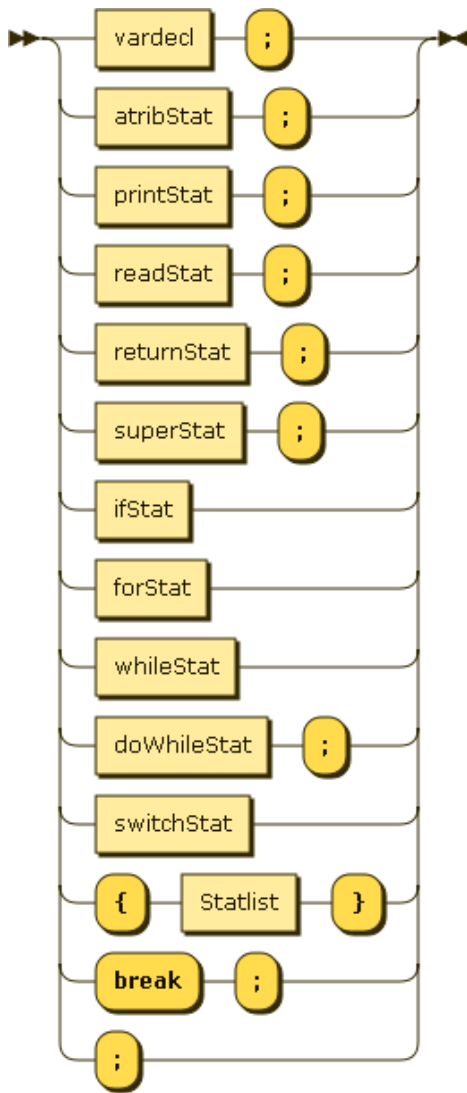 vardecl ;
atribStat ;
printStat ;
readStat ;
returnStat ;
superStat ;
ifStat
forStat
whileStat
doWhileStat ;
switchStat
{ Statlist }
break ;
;